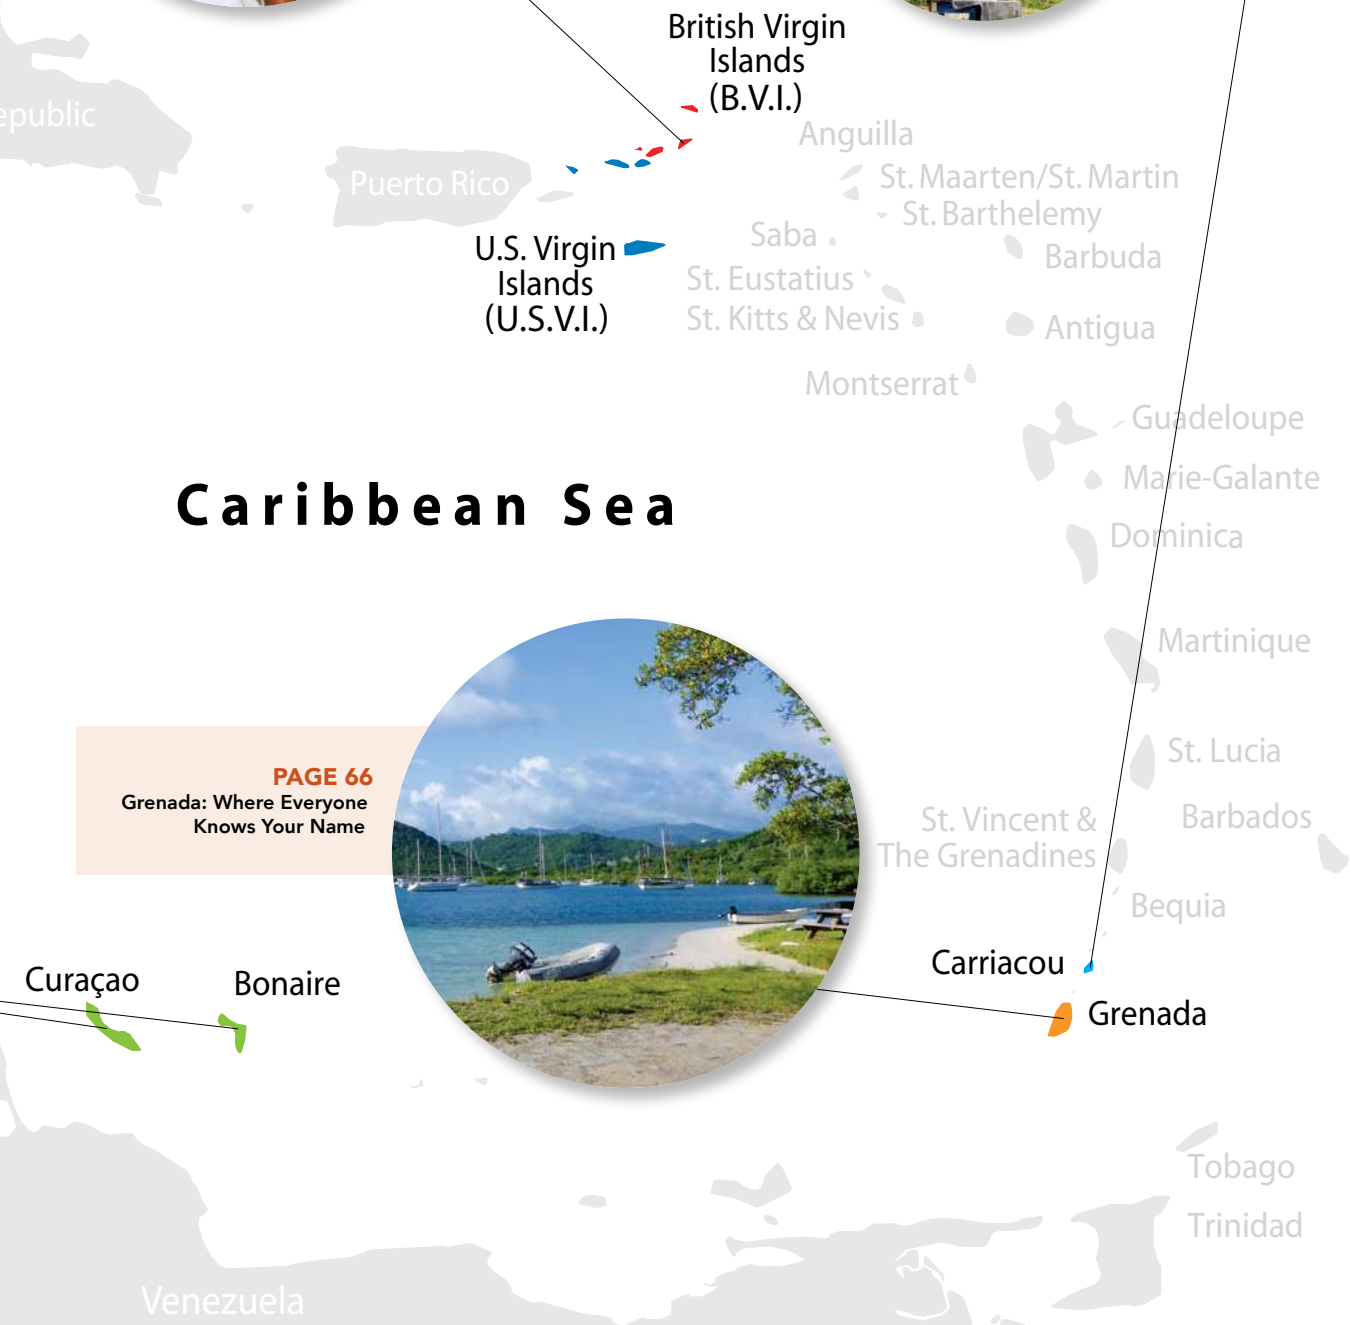 British Virgin
Islands
(B.V.I.)
epublic
Anguilla
Puerto Rico
St. Maarten/St. Martin
St. Barthelemy
Saba
U.S. Virgin
Islands
(U.S.V.I.)
Barbuda
St. Eustatius
St. Kitts & Nevis
Antigua
Montserrat
Guadeloupe
Marie-Galante
Caribbean Sea
Dominica
Martinique
St. Lucia
PAGE 66
Grenada: Where Everyone
Knows Your Name
St. Vincent &
The Grenadines
Barbados
Bequia
Carriacou
Curaçao
Bonaire
Grenada
Tobago
Trinidad
Venezuela